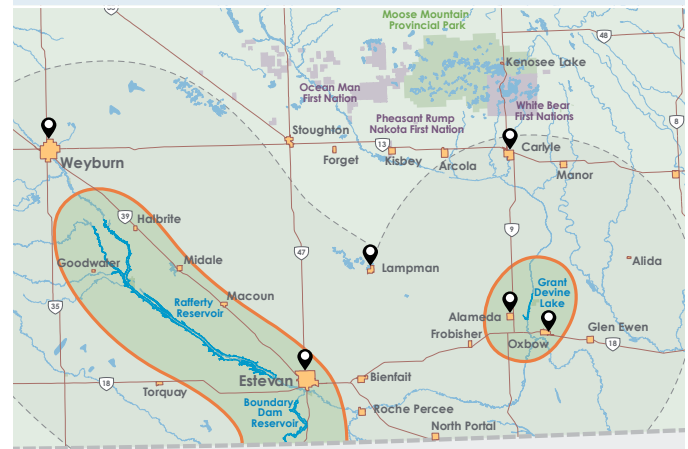 Moose Mountain
Provincial Park
48
35
Kenosee Lake
Ocean Man
First Nation
White Bear
First Nations
Pheasant Rump
Nakota First Nation
8
Stoughton
13
Carlyle
Weyburn
Forget
Kisbey
Arcola
Manor
39
Halbrite
9
47
Goodwater
Midale
Lampman
Alida
Grant
Devine
Lake
Rafferty
Reservoir
Macoun
35
Alameda
Frobisher
Oxbow
Glen Ewen
18
18
Torquay
Estevan
Bienfait
Boundary
Dam
Reservoir
Roche Percee
North Portal